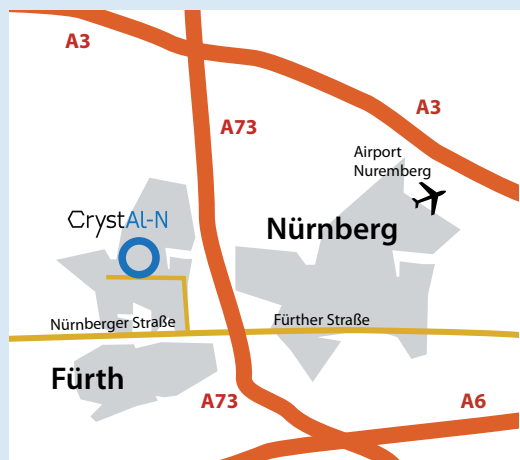 A3
A3
A73
Airport
Nuremberg
CrystAl-N
Nürnberg
Nürnberger Straße
Fürther Straße
Fürth
A73
A6